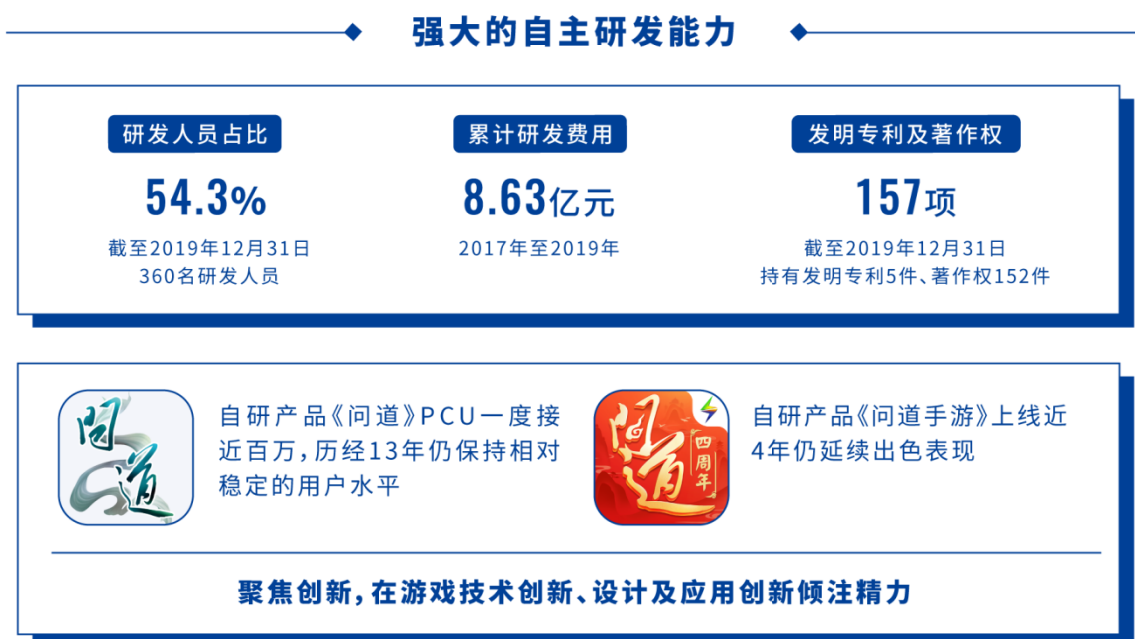 强大的自主研发能力
研发人员占比
累计研发费用
发明专利及著作权
54.3%
8.63亿元
157项
截至2019年12月31日
360名研发人员
2017年至2019年
截至2019年12月31日
持有发明专利5件、著作权152件
问道
自研产品《问道》PCU一度接
近百万，历经13年仍保持相对
稳定的用户水平
问道
四周年
自研产品《问道手游》上线近
4年仍延续出色表现
聚焦创新，在游戏技术创新、设计及应用创新倾注精力